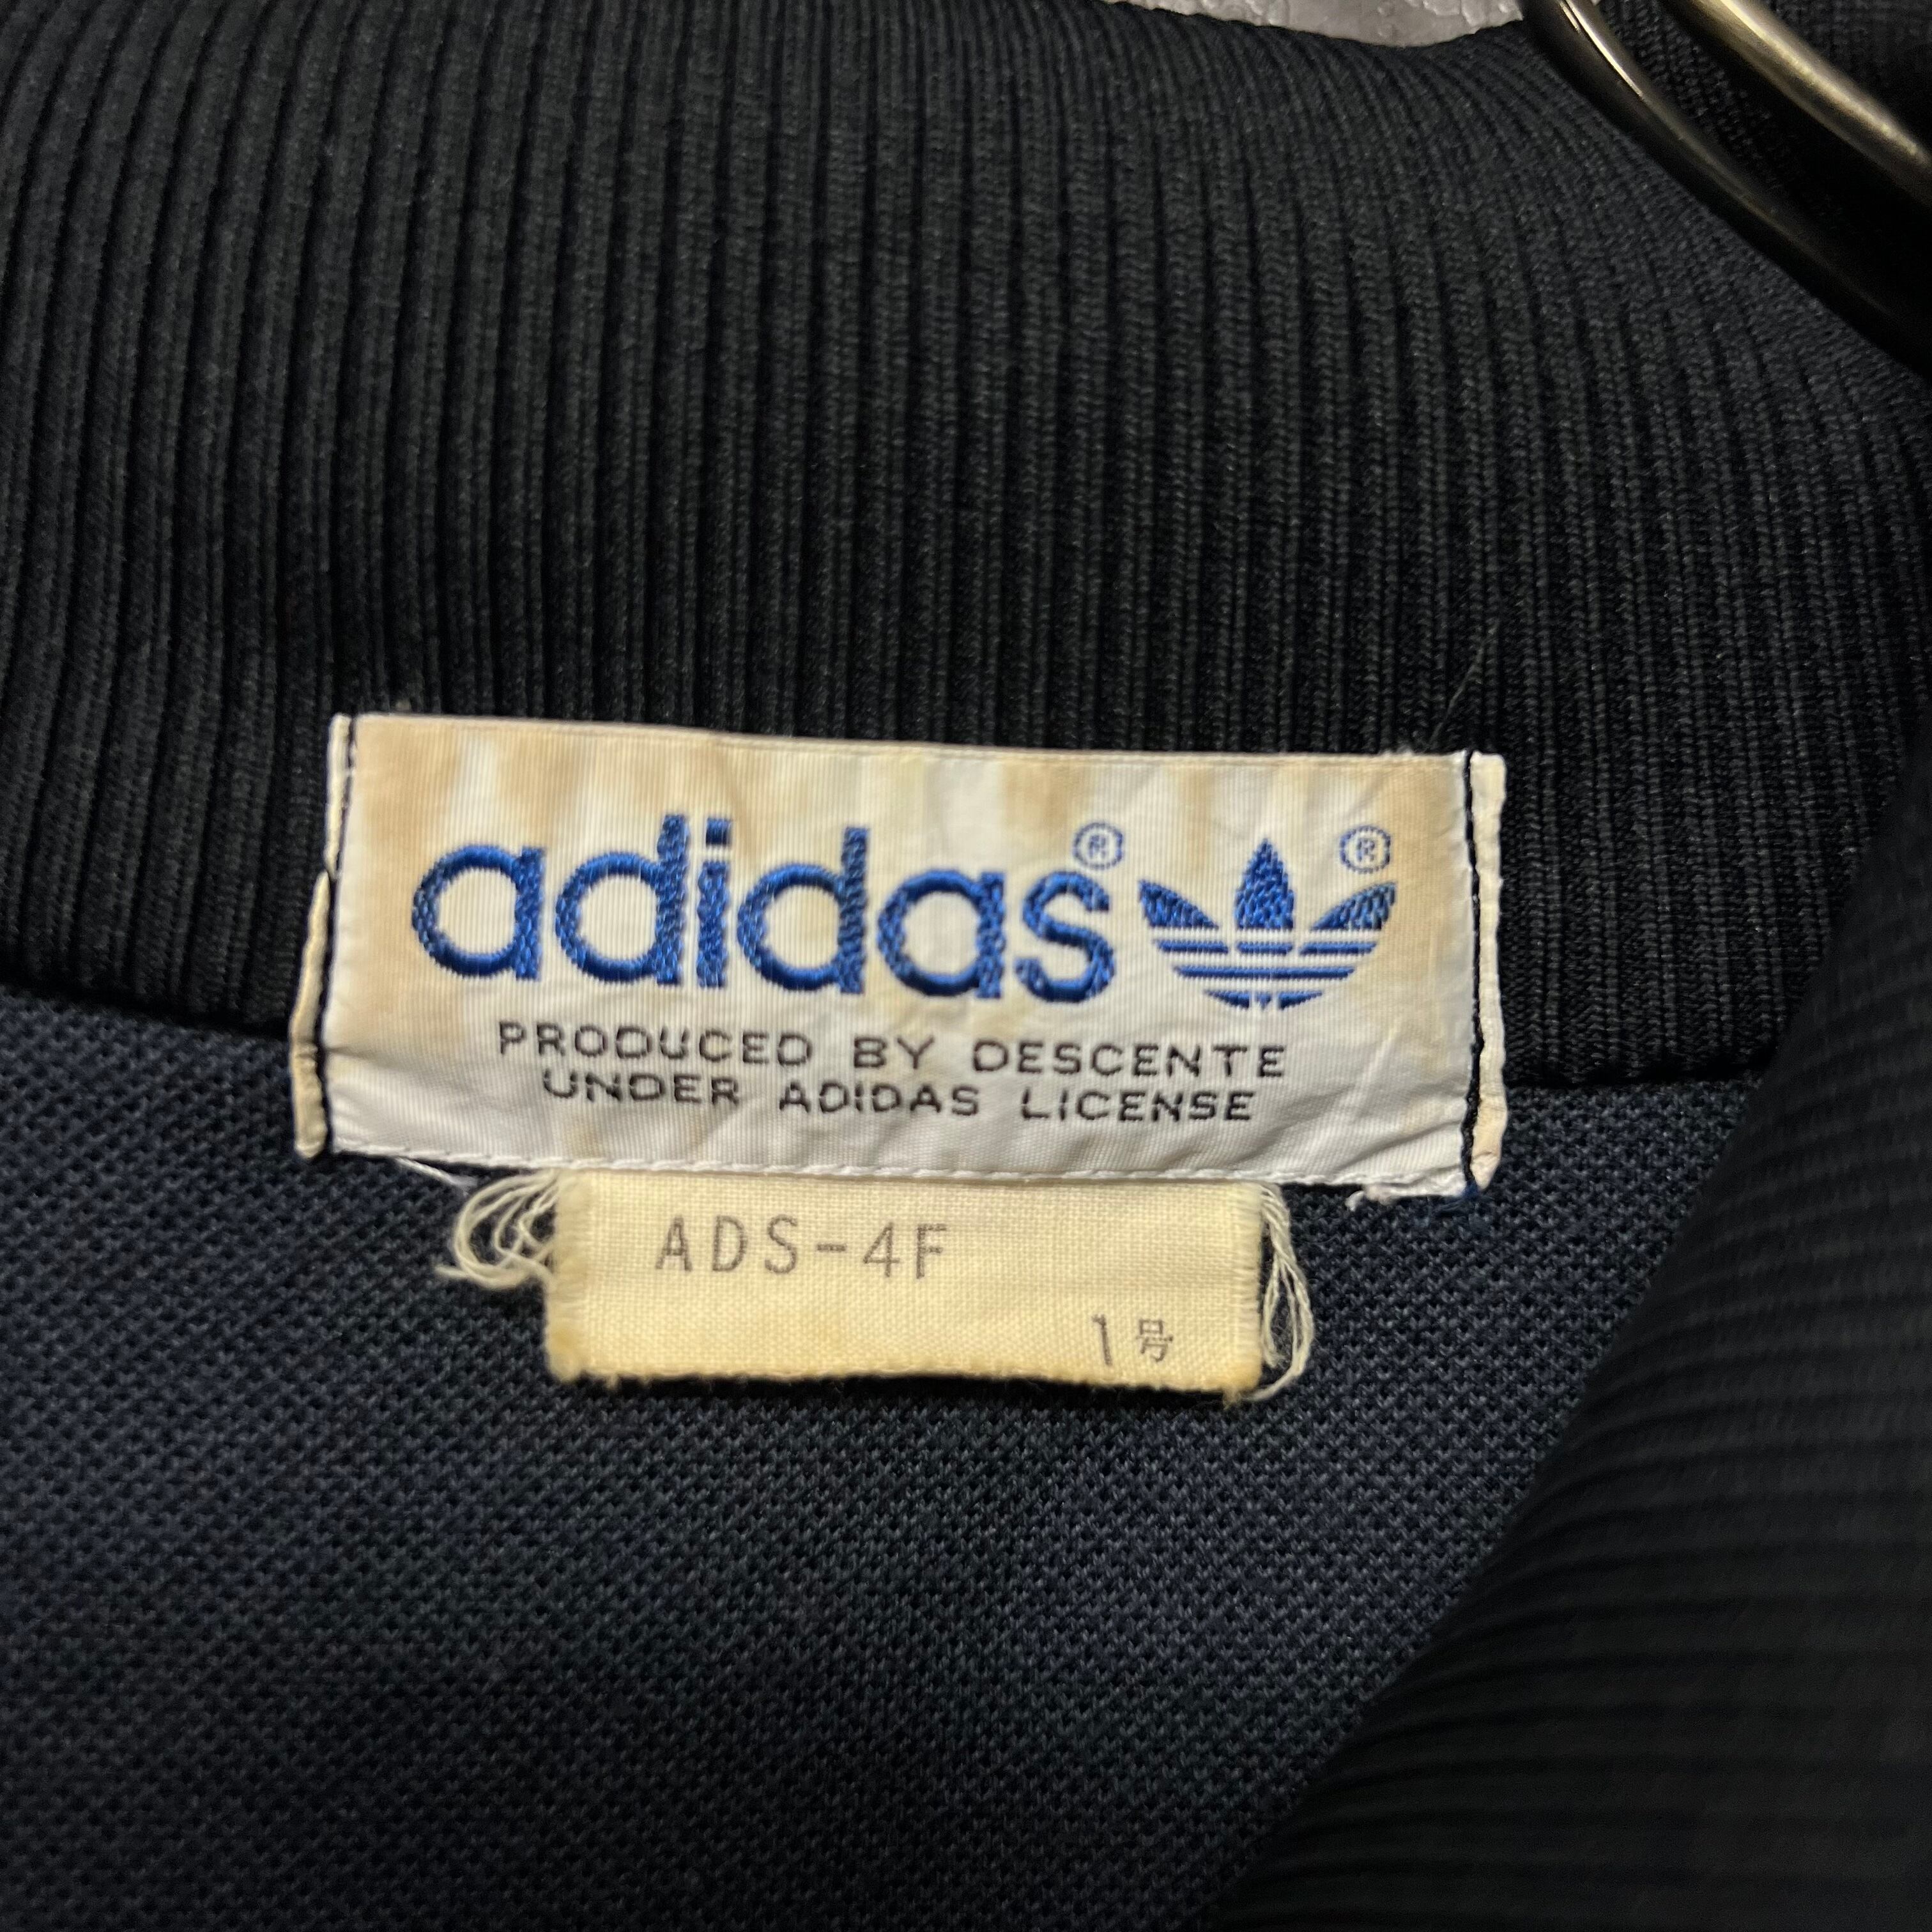 adidas® ®
PRODUCED BY DESCENTE
UNDER ADIDAS LICENSE
ADS-4F
1号